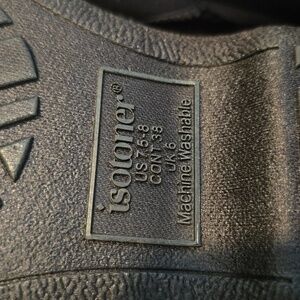 isotoner®
US 7.5-8
CONT 38
UK 6
Machine Washable